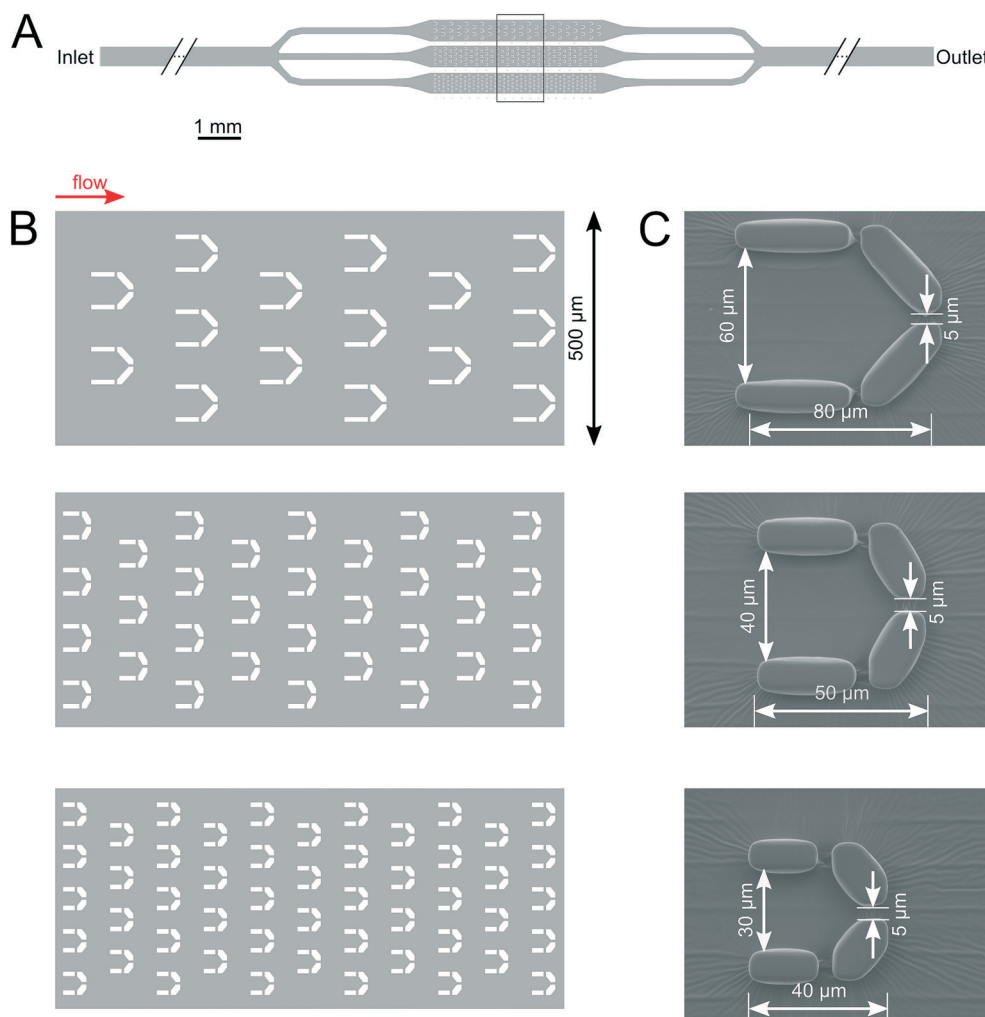 A
Inlet
...
...
Outlet
1 mm
flow
B
500 µm
C
60 µm
5 µm
80 µm
40 µm
5 µm
50 µm
30 µm
5 µm
40 µm